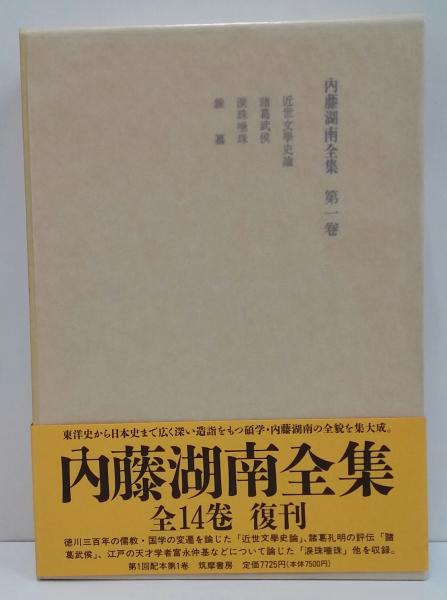 內藤湖南全集 第一卷
近世文學史論
諸葛武侯
涙珠唾珠
雜纂
東洋史から日本史まで広く深い造詣をもつ碩学・内藤湖南の全貌を集大成。
內藤湖南全集
全14卷 復刊
徳川三百年の儒教・国学の変遷を論じた「近世文學史論」、諸葛孔明の評伝「諸
葛武侯」、江戸の天才学者富永仲基などについて論じた「涙珠唾珠」他を収録。
第1回配本第1卷 筑摩書房 定価7725円(本体7500円)